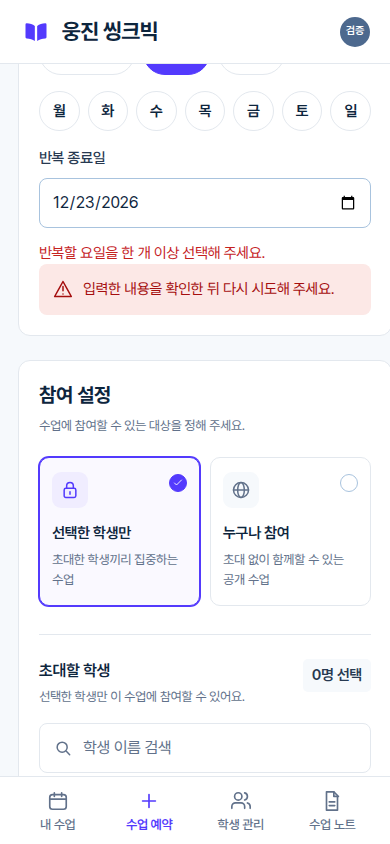 웅진 씽크빅
검증
월 화 수 목 금 토 일
반복 종료일
12/23/2026
반복할 요일을 한 개 이상 선택해 주세요.
입력한 내용을 확인한 뒤 다시 시도해 주세요.
참여 설정
수업에 참여할 수 있는 대상을 정해 주세요.
선택한 학생만
초대한 학생끼리 집중하는
수업
누구나 참여
초대 없이 함께할 수 있는
공개 수업
초대할 학생
0명 선택
선택한 학생만 이 수업에 참여할 수 있어요.
학생 이름 검색
내 수업
수업 예약
학생 관리
수업 노트